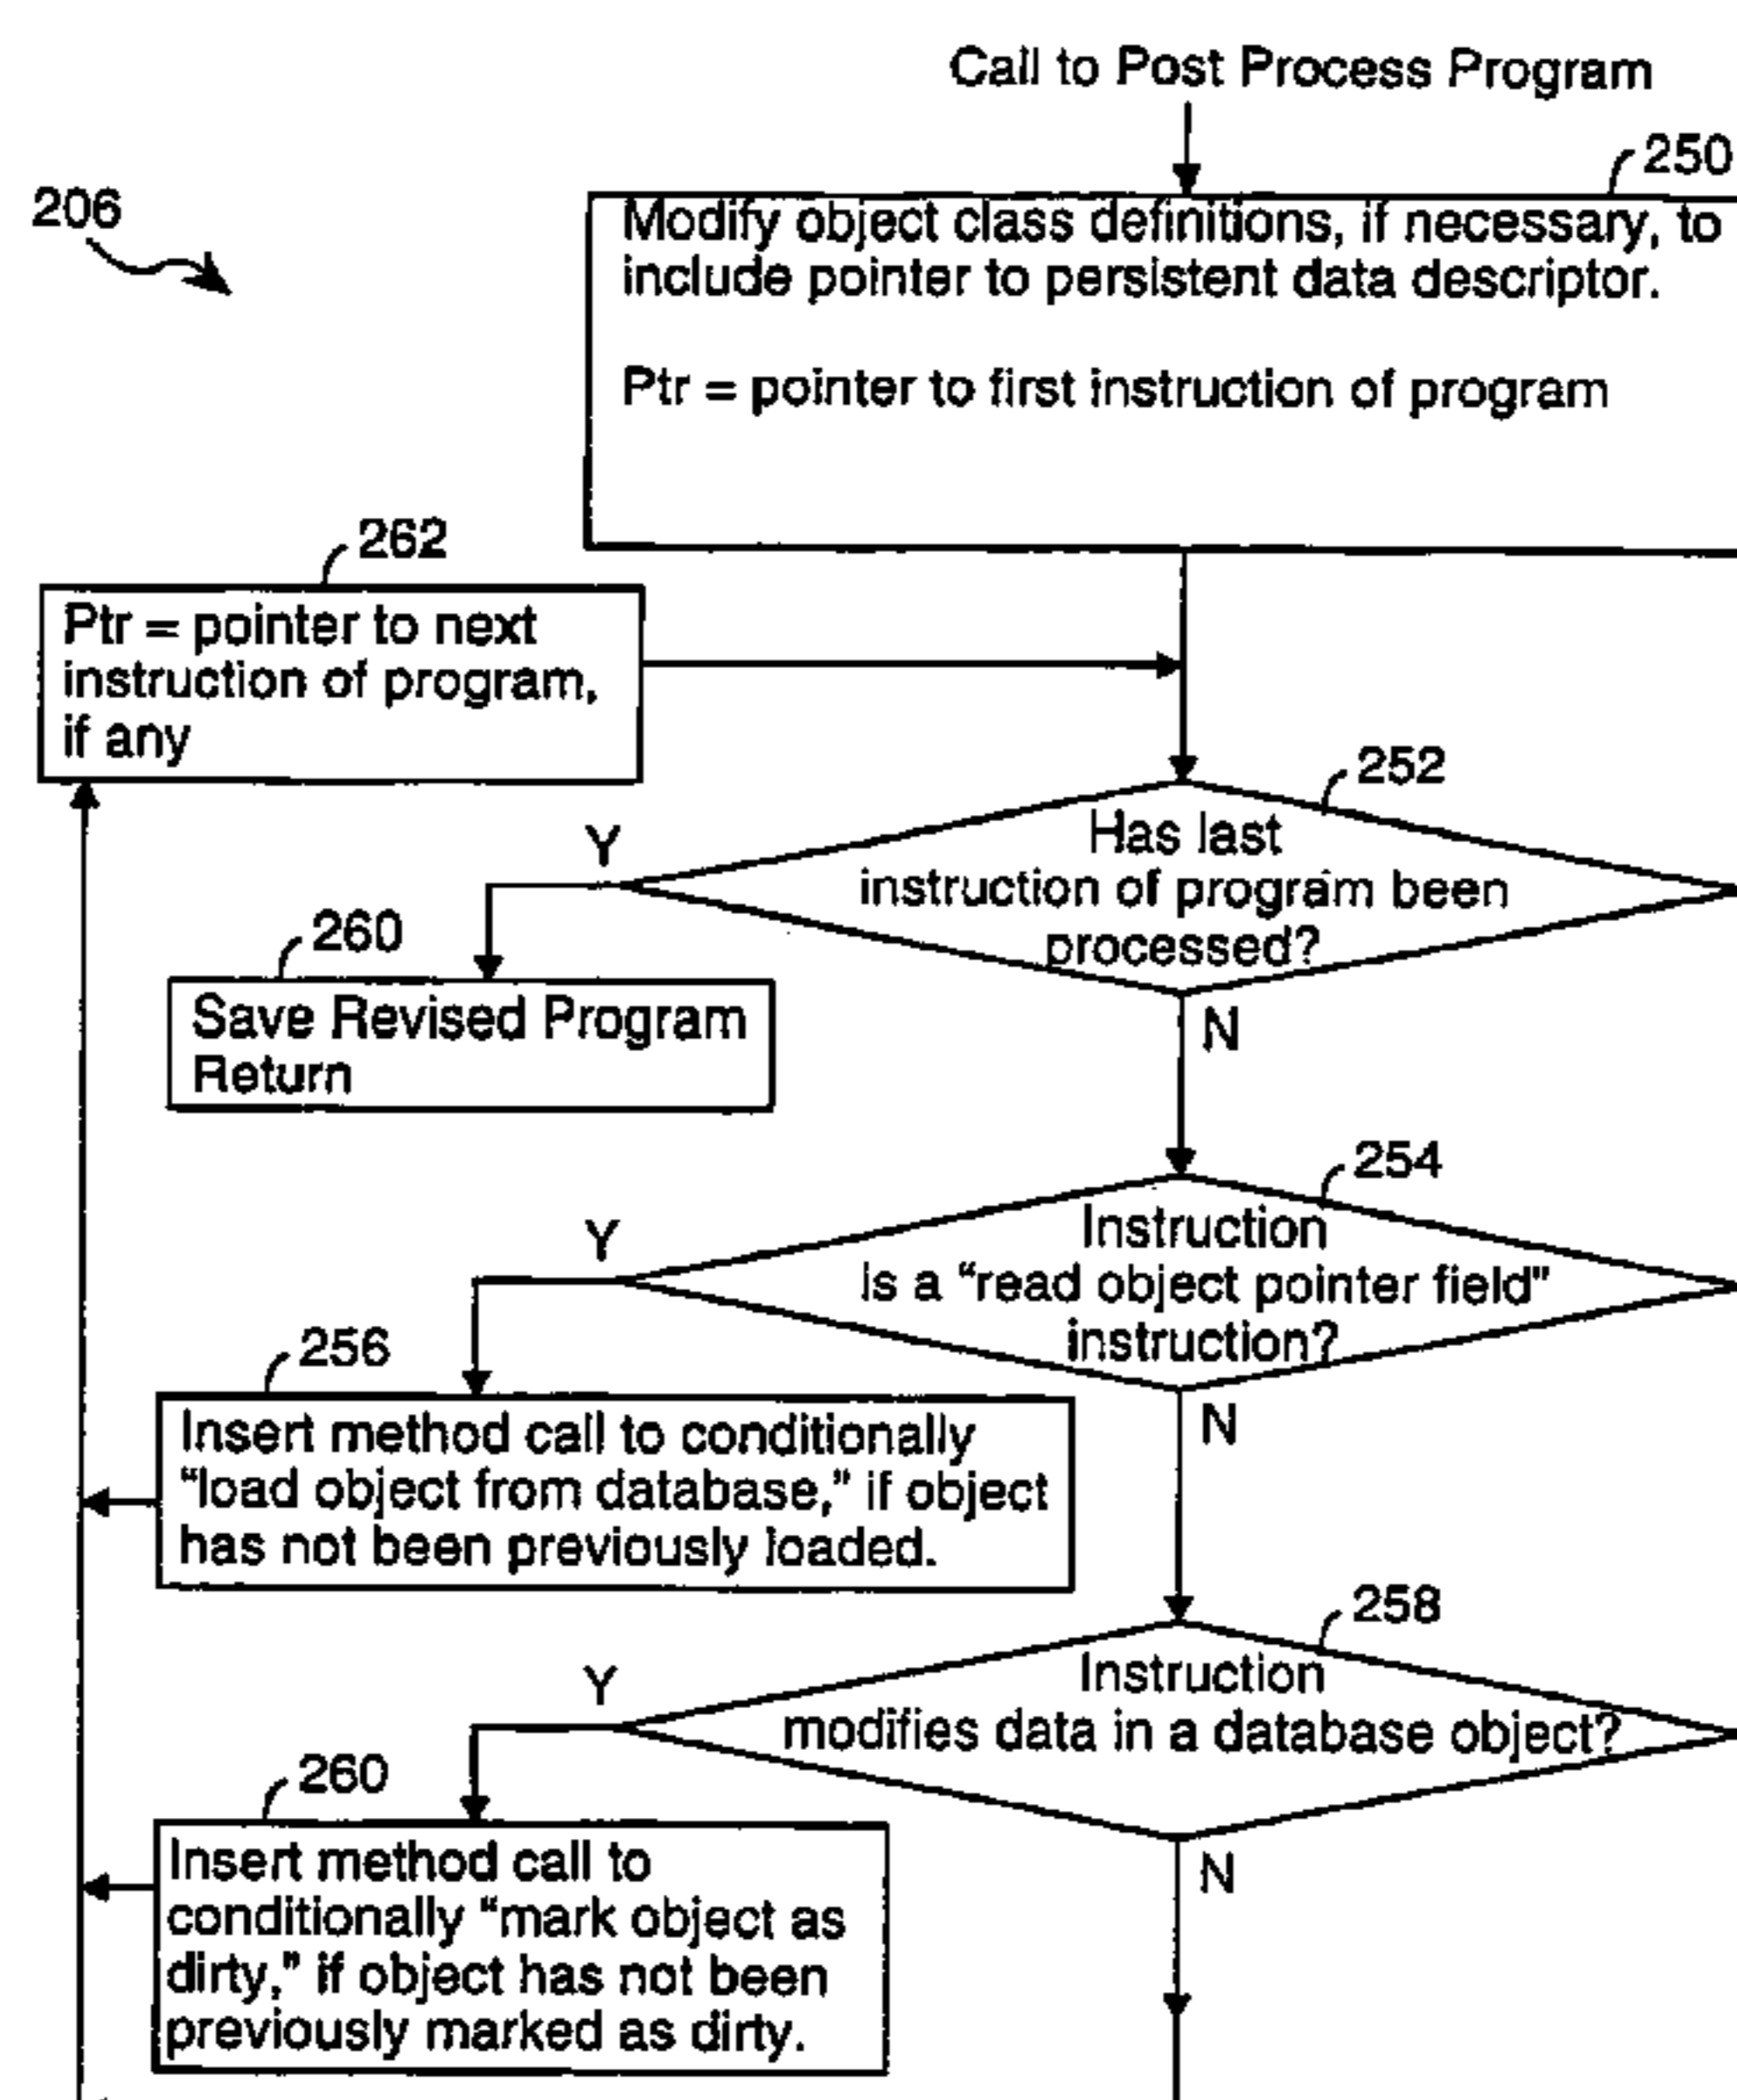 Call to Post Process Program
250
206
Modify object class definitions, if necessary, to
include pointer to persistent data descriptor.
Ptr = pointer to first instruction of program
262
Ptr = pointer to next
instruction of program,
if any
252
Has last
instruction of program been
processed?
Y
260
Save Revised Program
Return
N
254
Instruction
is a “read object pointer field”
instruction?
Y
256
Insert method call to conditionally
“load object from database,” if object
has not been previously loaded.
N
258
Instruction
modifies data in a database object?
Y
260
Insert method call to
conditionally “mark object as
dirty,” if object has not been
previously marked as dirty.
N